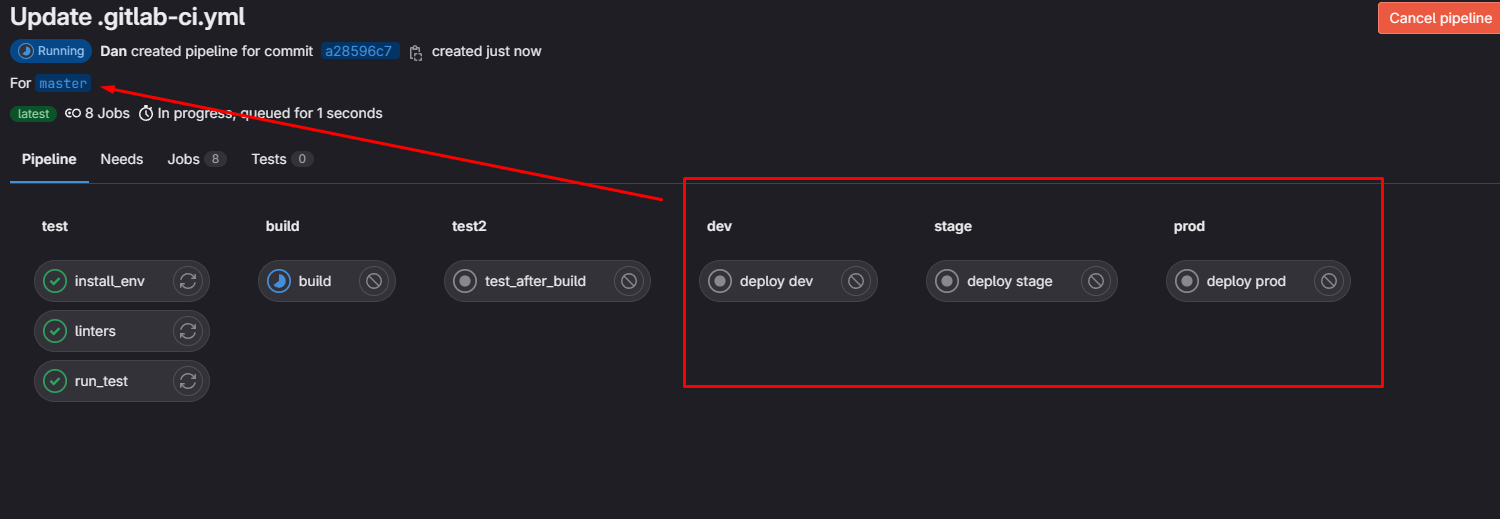 Update .gitlab-ci.yml
Cancel pipeline
Running Dan created pipeline for commit a28596c7 created just now
For master
latest 8 Jobs In progress, queued for 1 seconds
Pipeline Needs Jobs 8 Tests 0
test build test2 dev stage prod
install_env build test_after_build deploy dev deploy stage deploy prod
linters
run_test